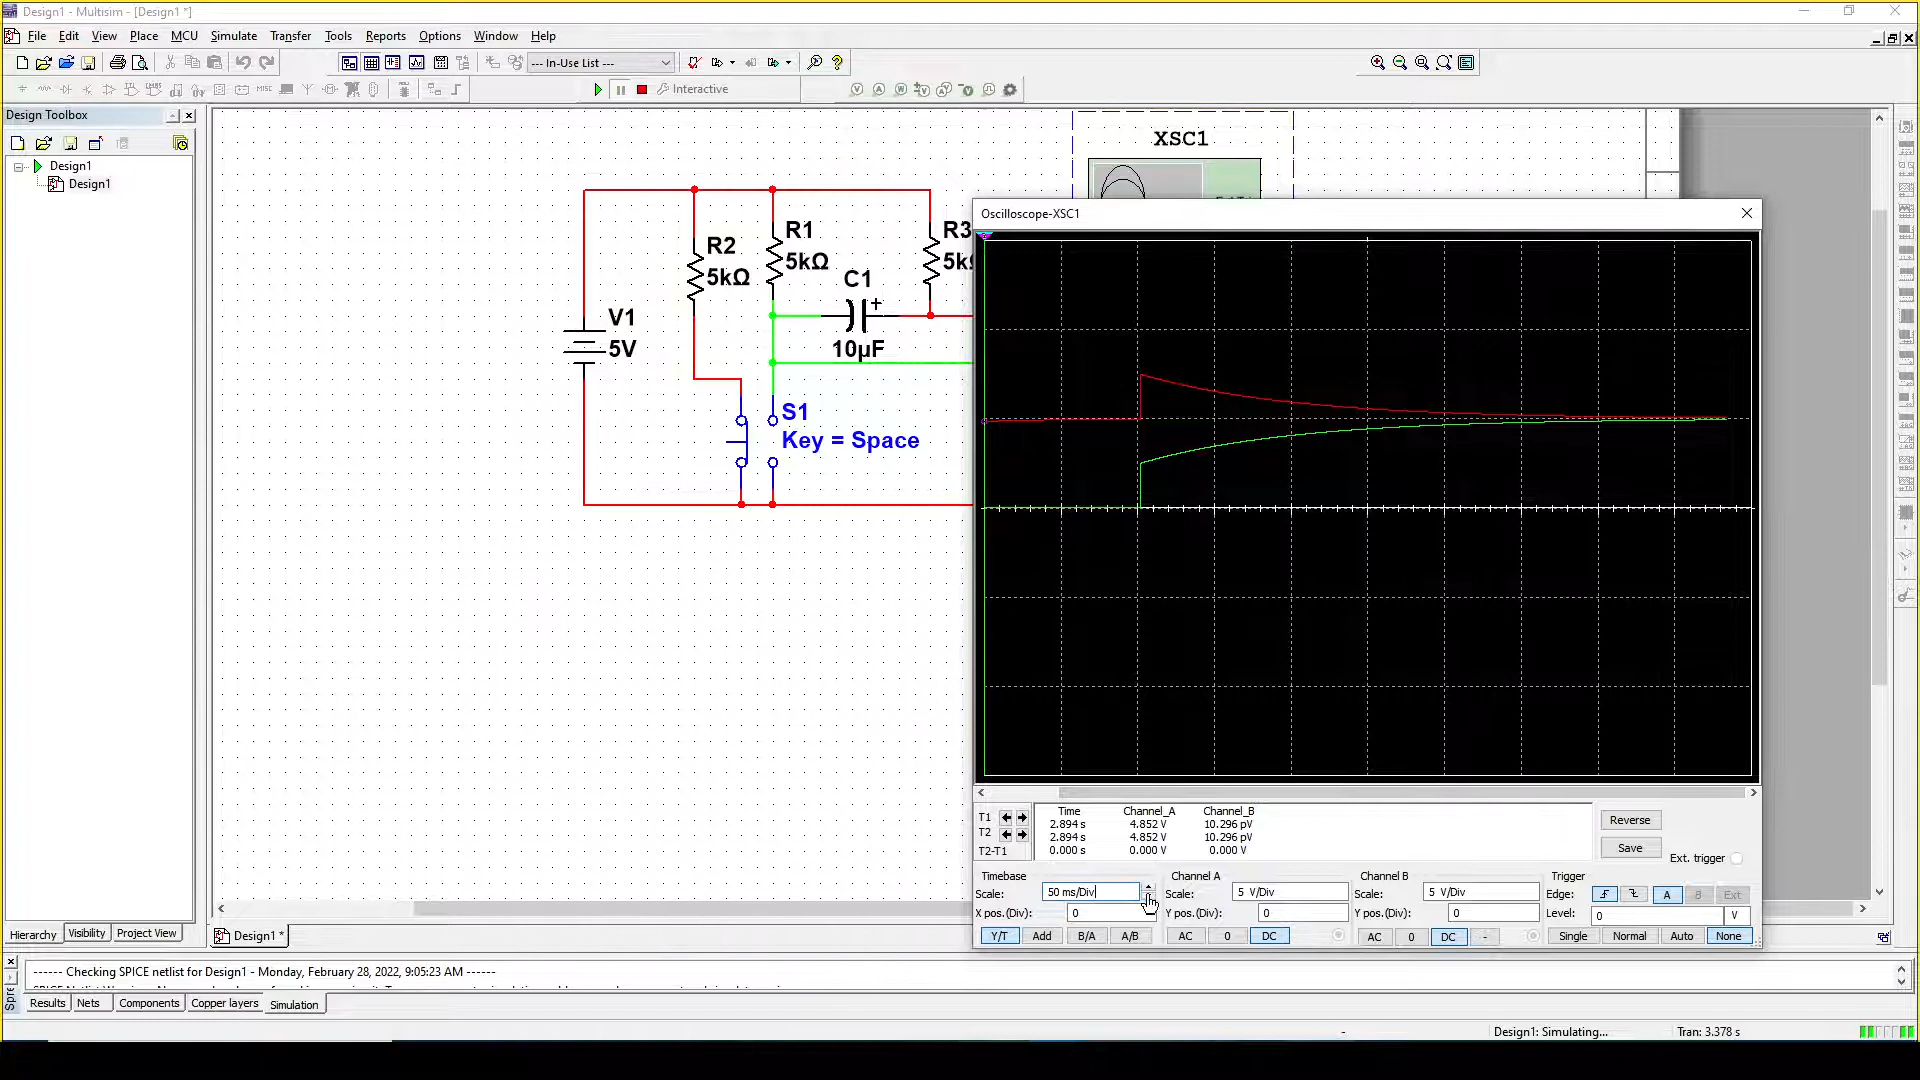 Design1 - Multisim - [Design1 *]
File Edit View Place MCU Simulate Transfer Tools Reports Options Window Help
--- In-Use List ---
Interactive
Design Toolbox
Design1
Design1
XSC1
Oscilloscope-XSC1
R2
5kΩ
R1
5kΩ
R3
C1
10µF
V1
5V
S1
Key = Space
Time Channel_A Channel_B
T1 2.894 s 4.852 V 10.296 pV
T2 2.894 s 4.852 V 10.296 pV
T2-T1 0.000 s 0.000 V 0.000 V
Reverse
Save
Ext. trigger
Timebase Channel A Channel B Trigger
Scale: 50 ms/Div Scale: 5 V/Div Scale: 5 V/Div Edge: A B Ext
X pos.(Div): 0 Y pos.(Div): 0 Y pos.(Div): 0 Level: 0 V
Y/T Add B/A A/B AC 0 DC AC 0 DC - Single Normal Auto None
Hierarchy Visibility Project View
Design1 *
------ Checking SPICE netlist for Design1 - Monday, February 28, 2022, 9:05:23 AM ------
Results Nets Components Copper layers Simulation
- Design1: Simulating... Tran: 3.378 s